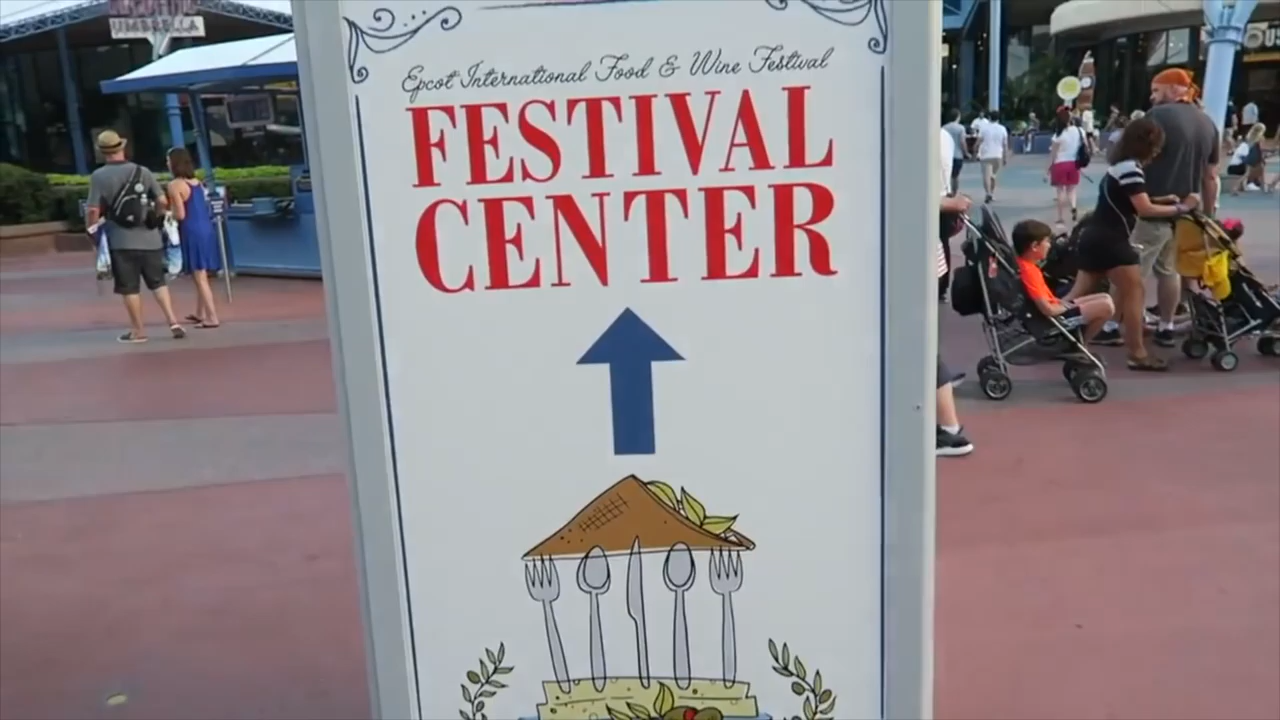 UMBRELLA
Epcot International Food & Wine Festival
FESTIVAL
CENTER